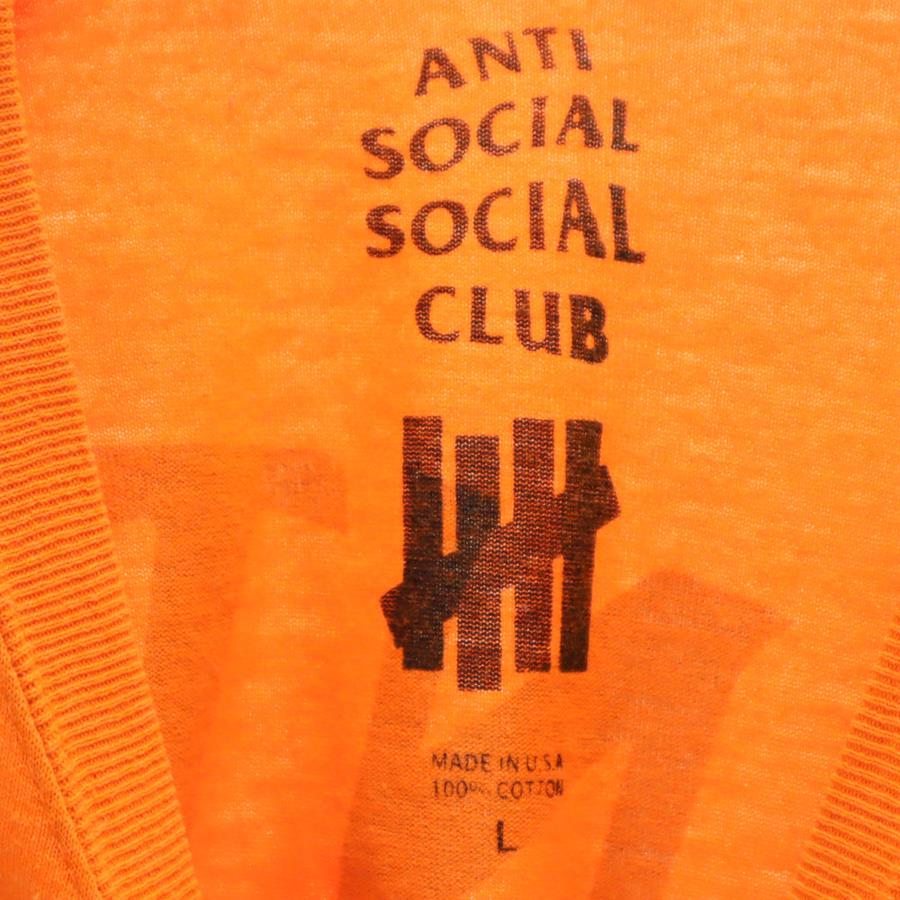 ANTI
SOCIAL
SOCIAL
CLUB
MADE IN U.S.A
100% COTTON
L